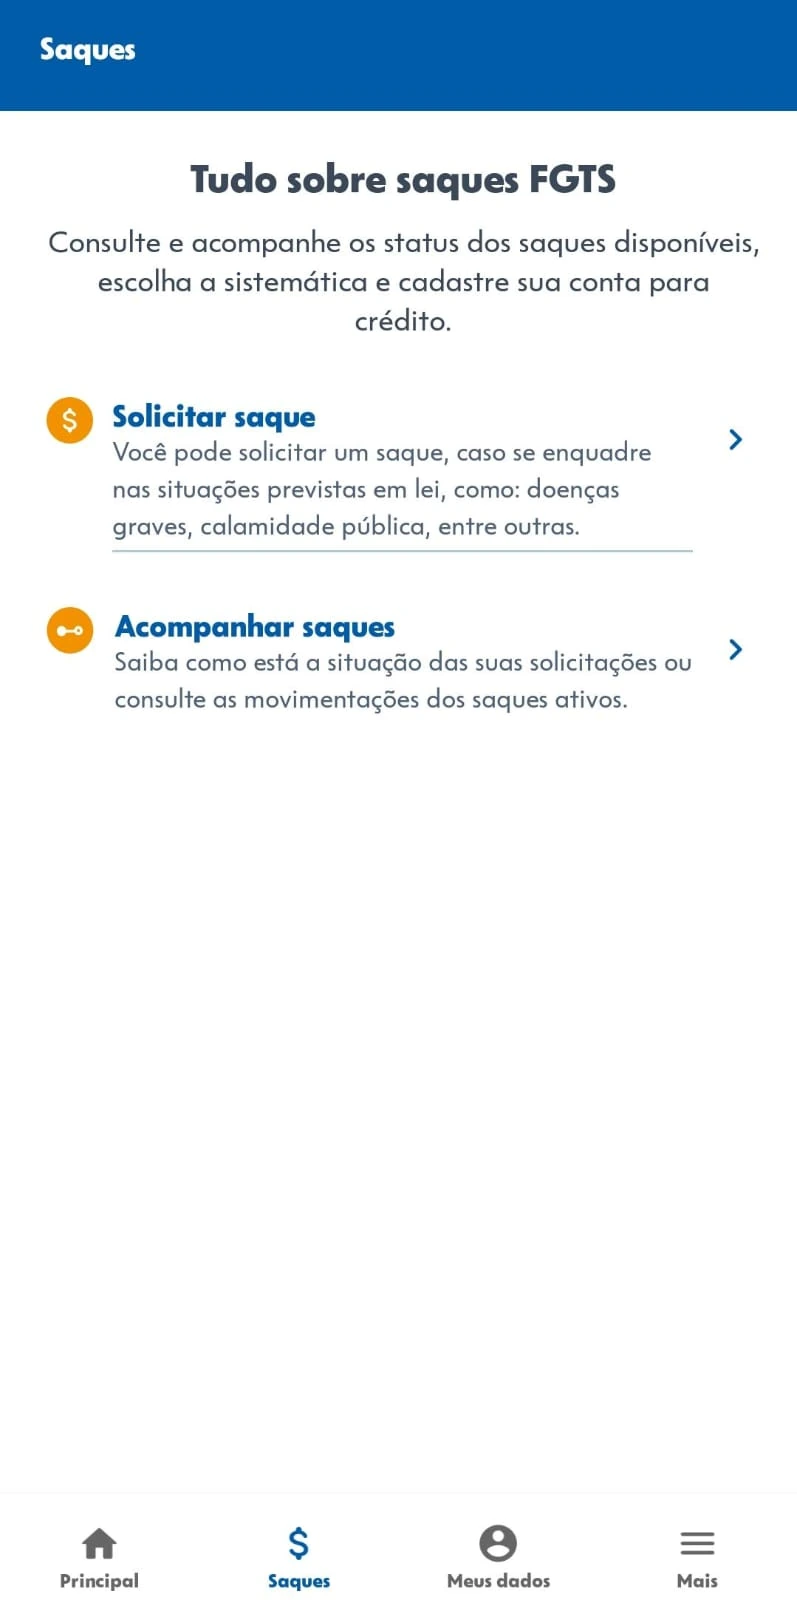 Saques
Tudo sobre saques FGTS
Consulte e acompanhe os status dos saques disponíveis,
escolha a sistemática e cadastre sua conta para
crédito.
Solicitar saque
Você pode solicitar um saque, caso se enquadre
nas situações previstas em lei, como: doenças
graves, calamidade pública, entre outras.
Acompanhar saques
Saiba como está a situação das suas solicitações ou
consulte as movimentações dos saques ativos.
Principal
Saques
Meus dados
Mais